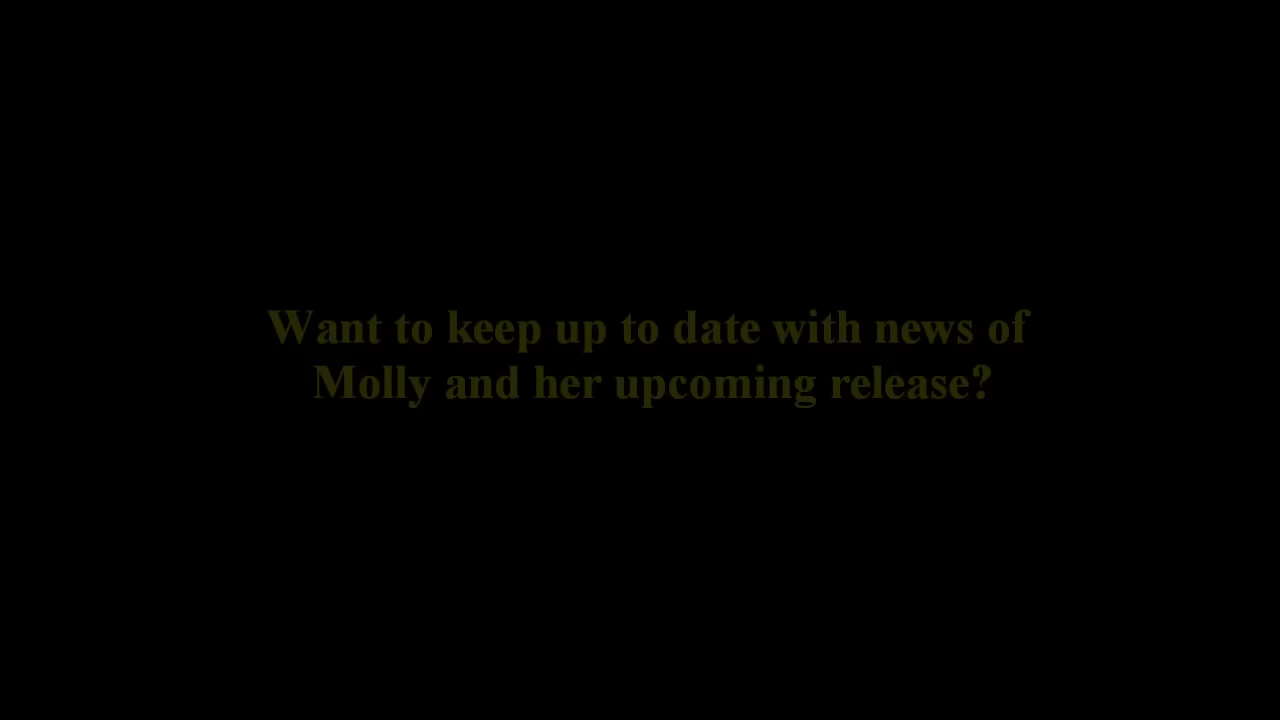 Want to keep up to date with news of
Molly and her upcoming release?